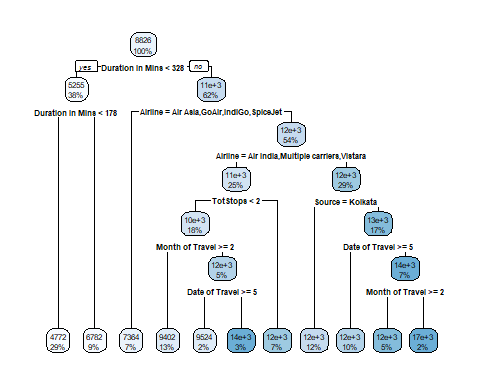 8826
100%
yes Duration in Mins < 328 no
5255
38%
11e+3
62%
Duration in Mins < 178
Airline = Air Asia,GoAir,IndiGo,SpiceJet
12e+3
54%
Airline = Air India,Multiple carriers,Vistara
11e+3
25%
12e+3
29%
TotStops < 2
Source = Kolkata
10e+3
18%
13e+3
17%
Month of Travel >= 2
Date of Travel >= 5
12e+3
5%
14e+3
7%
Date of Travel >= 5
Month of Travel >= 2
4772
29%
6782
9%
7364
7%
9402
13%
9524
2%
14e+3
3%
12e+3
7%
12e+3
12%
12e+3
10%
12e+3
5%
17e+3
2%